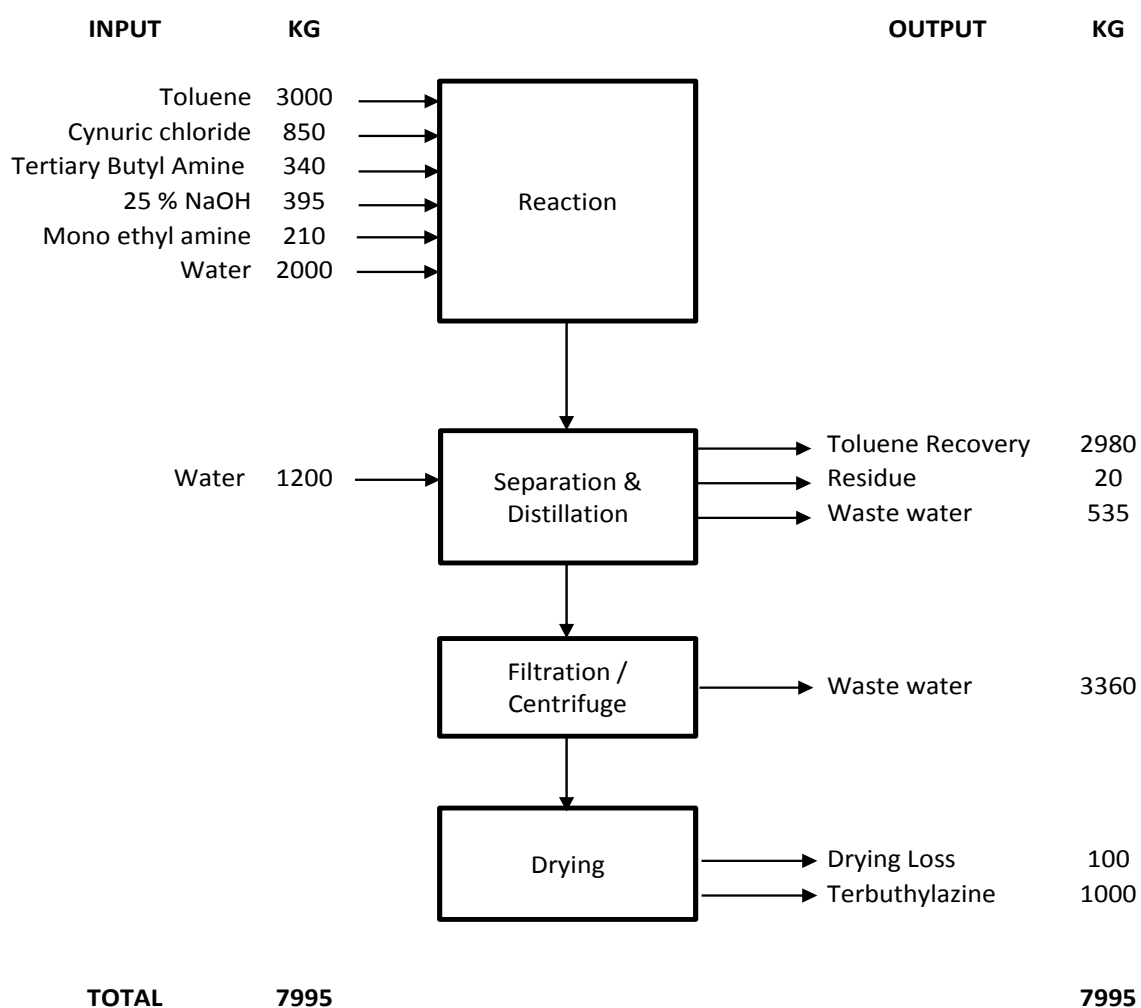 INPUT KG OUTPUT KG
Toluene 3000
Cynuric chloride 850
Tertiary Butyl Amine 340
25 % NaOH 395
Mono ethyl amine 210
Water 2000
Reaction
Water 1200
Separation &
Distillation
Toluene Recovery 2980
Residue 20
Waste water 535
Filtration /
Centrifuge
Waste water 3360
Drying
Drying Loss 100
Terbuthylazine 1000
TOTAL 7995 7995